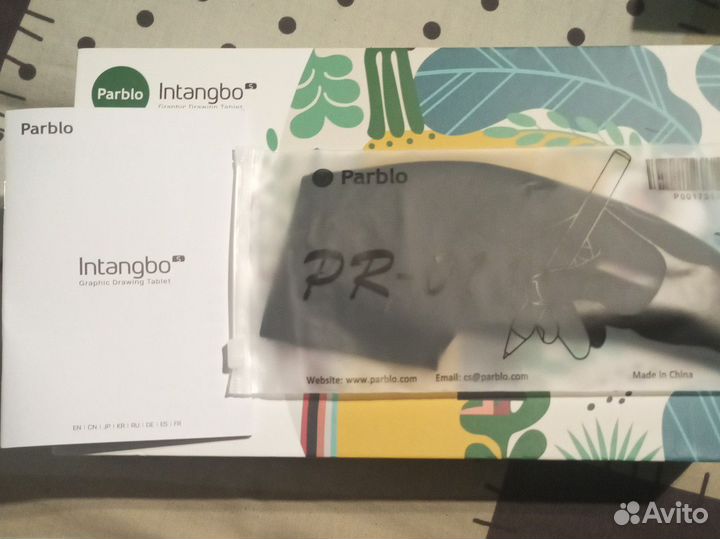 Parblo
Intangbo S
Graphic Drawing Tablet
Parblo
Intangbo S
Graphic Drawing Tablet
EN | CN | JP | KR | RU | DE | ES | FR
Parblo
PR-
Website: www.parblo.com Email: cs@parblo.com Made in China
Avito